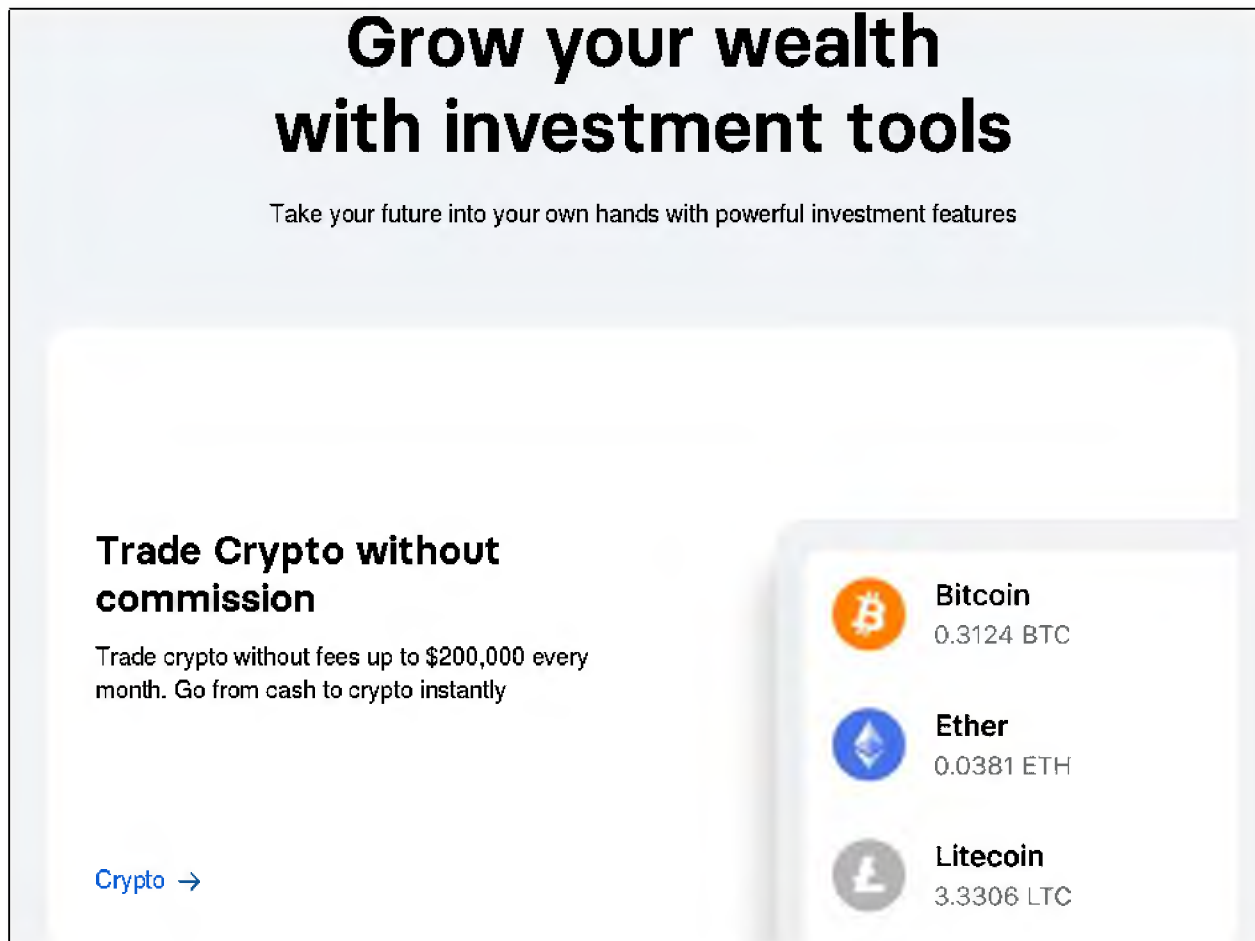 Grow your wealth
with investment tools
Take your future into your own hands with powerful investment features
Trade Crypto without
commission
Trade crypto without fees up to $200,000 every
month. Go from cash to crypto instantly
Crypto →
Bitcoin
0.3124 BTC
Ether
0.0381 ETH
Litecoin
3.3306 LTC